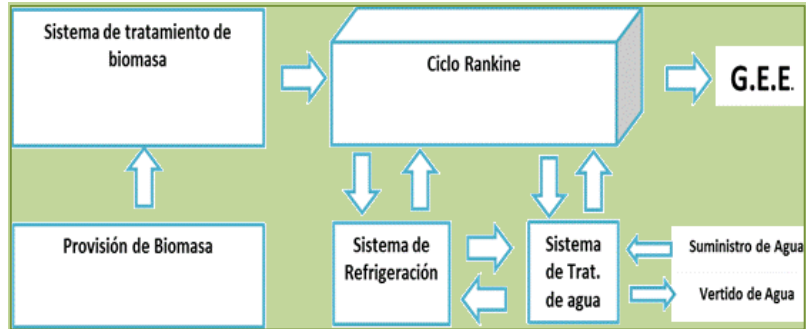 Sistema de tratamiento de
biomasa
Ciclo Rankine
G.E.E.
Provisión de Biomasa
Sistema de
Refrigeración
Sistema
de Trat.
de agua
Suministro de Agua
Vertido de Agua